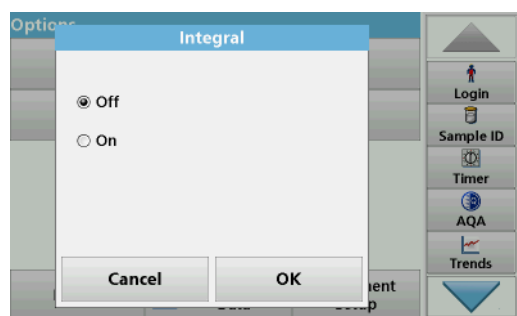 Options
Integral
Off
On
Cancel
OK
Login
Sample ID
Timer
AQA
Trends